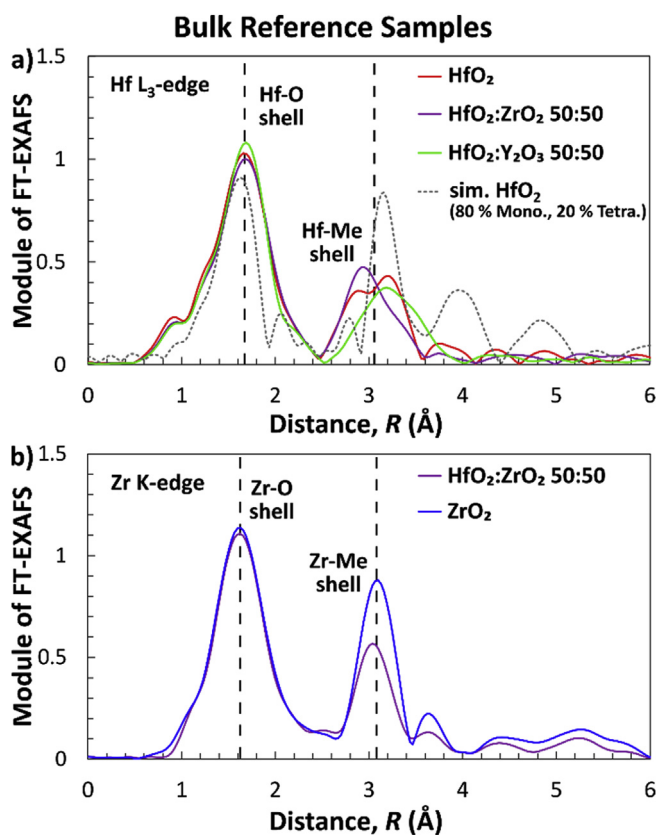 Bulk Reference Samples
a)
1.5
1
0.5
0
Module of FT-EXAFS
Hf L₃-edge
Hf-O
shell
Hf-Me
shell
HfO₂
HfO₂:ZrO₂ 50:50
HfO₂:Y₂O₃ 50:50
sim. HfO₂
(80 % Mono., 20 % Tetra.)
0 1 2 3 4 5 6
Distance, R (Å)
b)
1.5
1
0.5
0
Module of FT-EXAFS
Zr K-edge
Zr-O
shell
Zr-Me
shell
HfO₂:ZrO₂ 50:50
ZrO₂
0 1 2 3 4 5 6
Distance, R (Å)